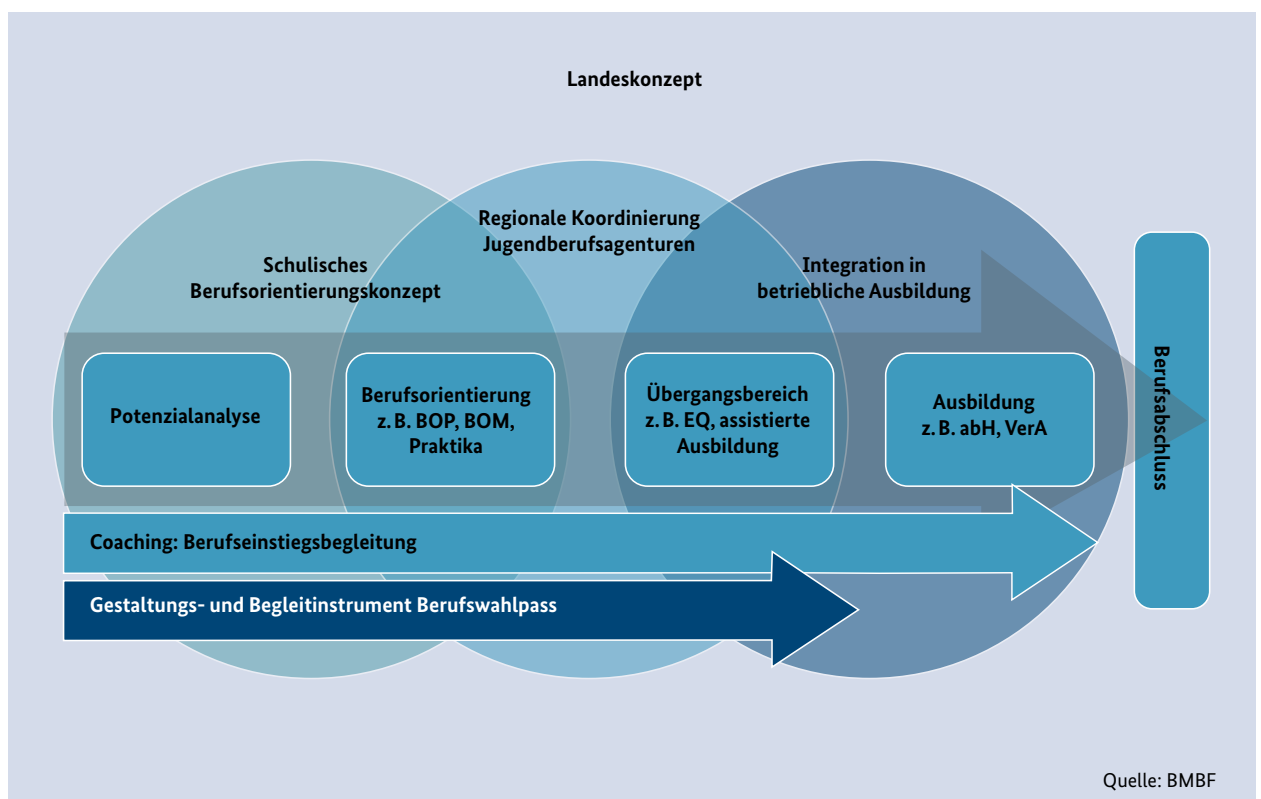 Landeskonzept
Regionale Koordinierung
Jugendberufsagenturen
Schulisches
Berufsorientierungskonzept
Integration in
betriebliche Ausbildung
Potenzialanalyse
Berufsorientierung
z. B. BOP, BOM,
Praktika
Übergangsbereich
z. B. EQ, assistierte
Ausbildung
Ausbildung
z. B. abH, VerA
Berufsabschluss
Coaching: Berufseinstiegsbegleitung
Gestaltungs- und Begleitinstrument Berufswahlpass
Quelle: BMBF